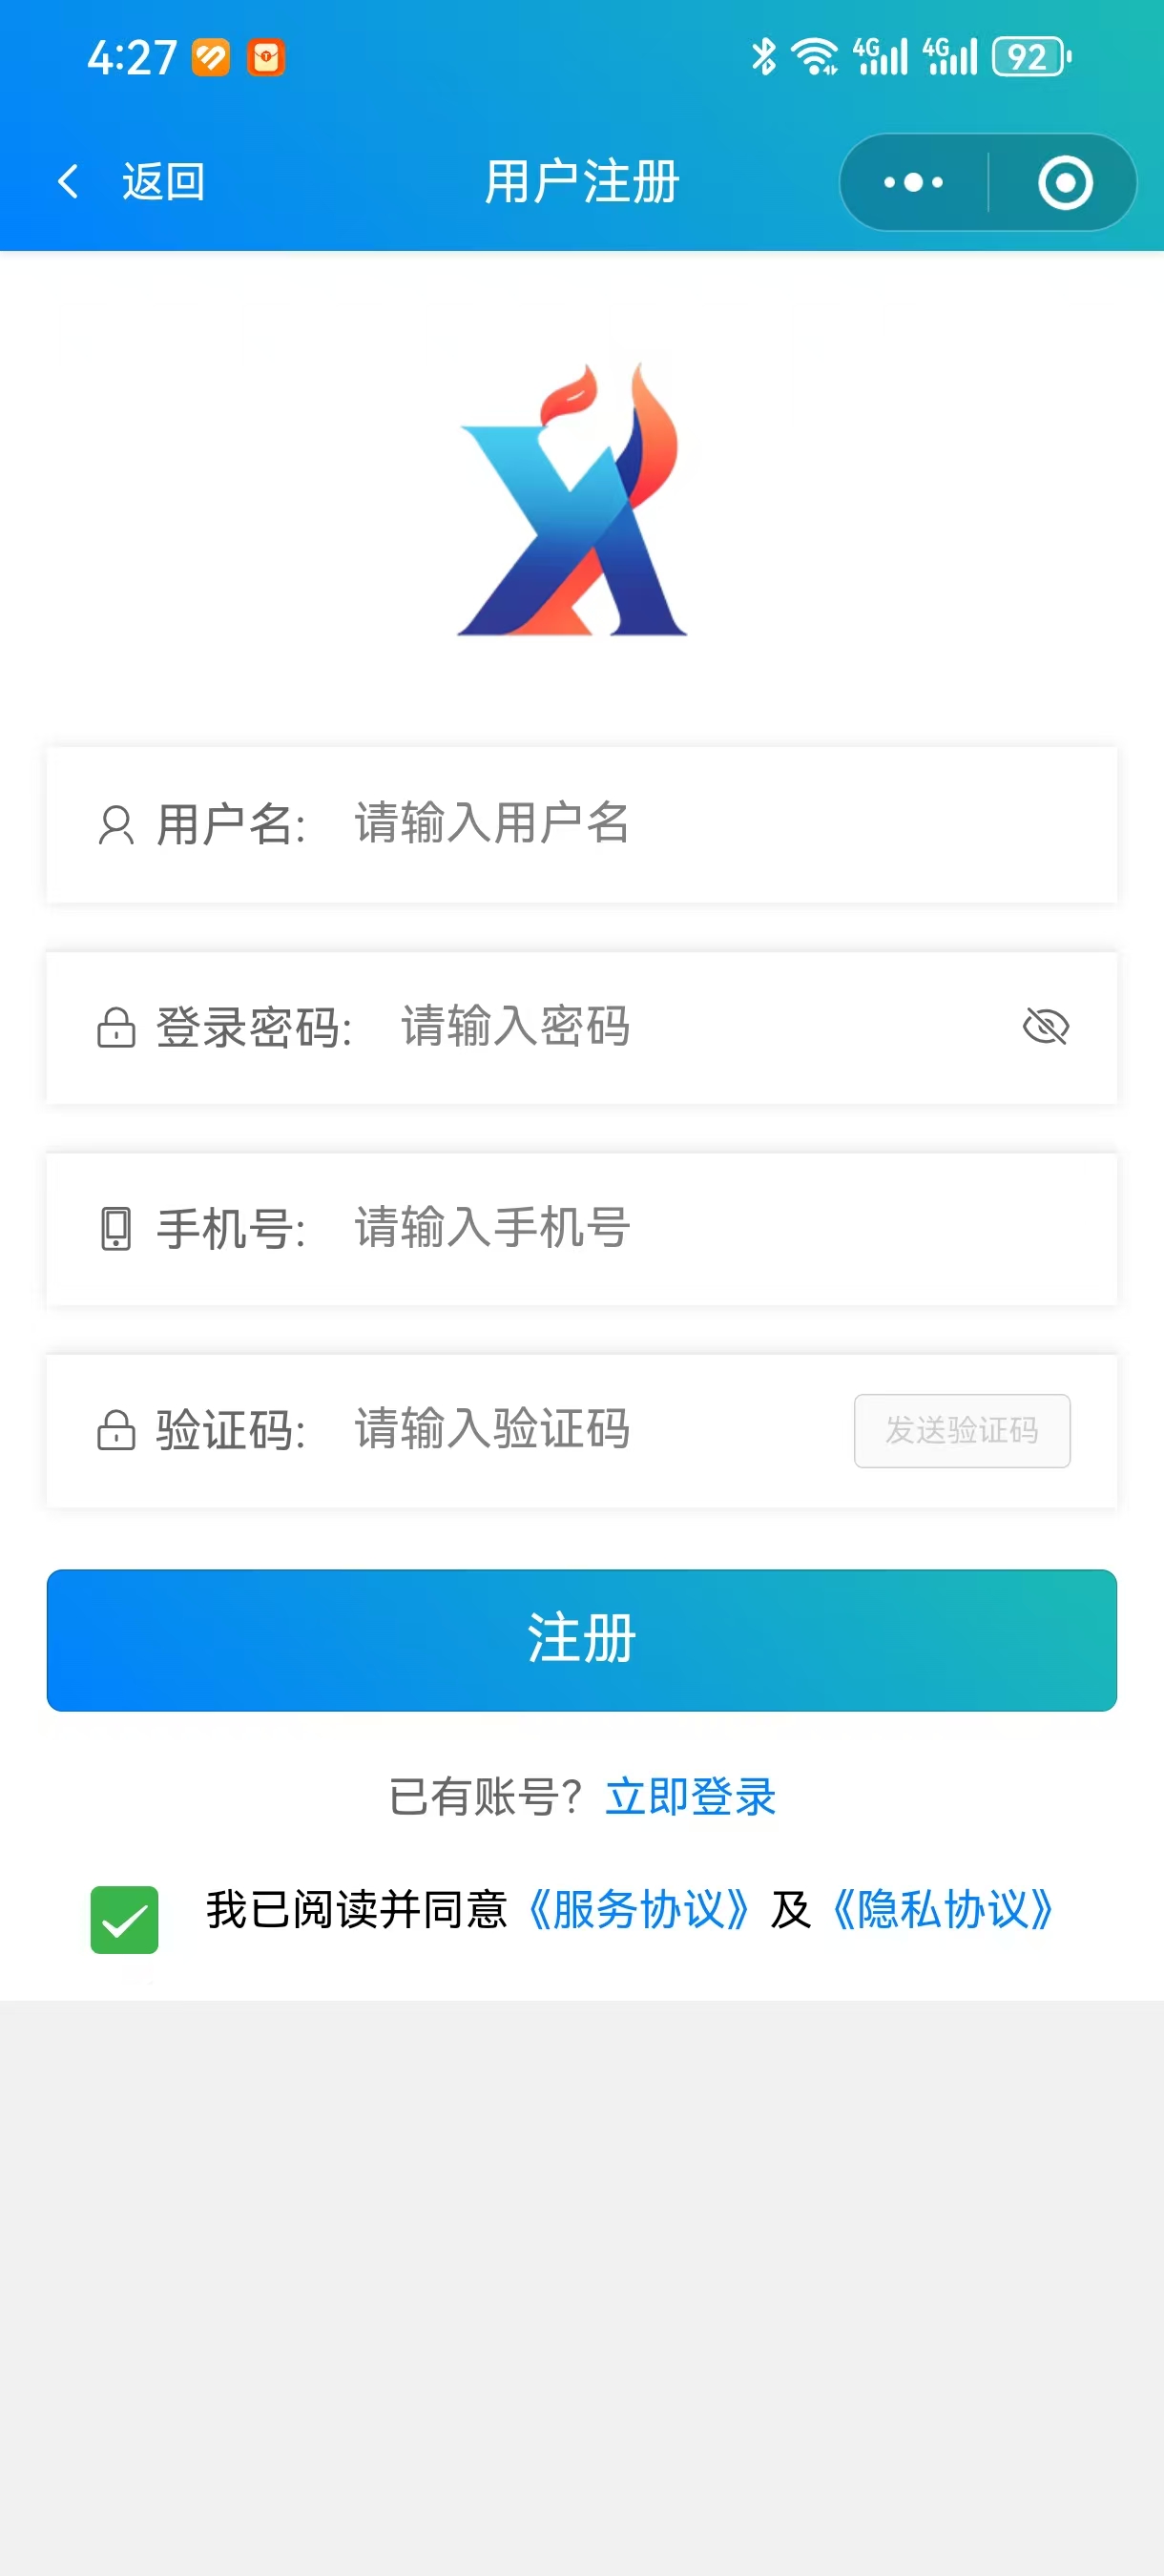 4:27 4G 4G 92
返回 用户注册
用户名: 请输入用户名
登录密码: 请输入密码
手机号: 请输入手机号
验证码: 请输入验证码 发送验证码
注册
已有账号? 立即登录
我已阅读并同意《服务协议》及《隐私协议》